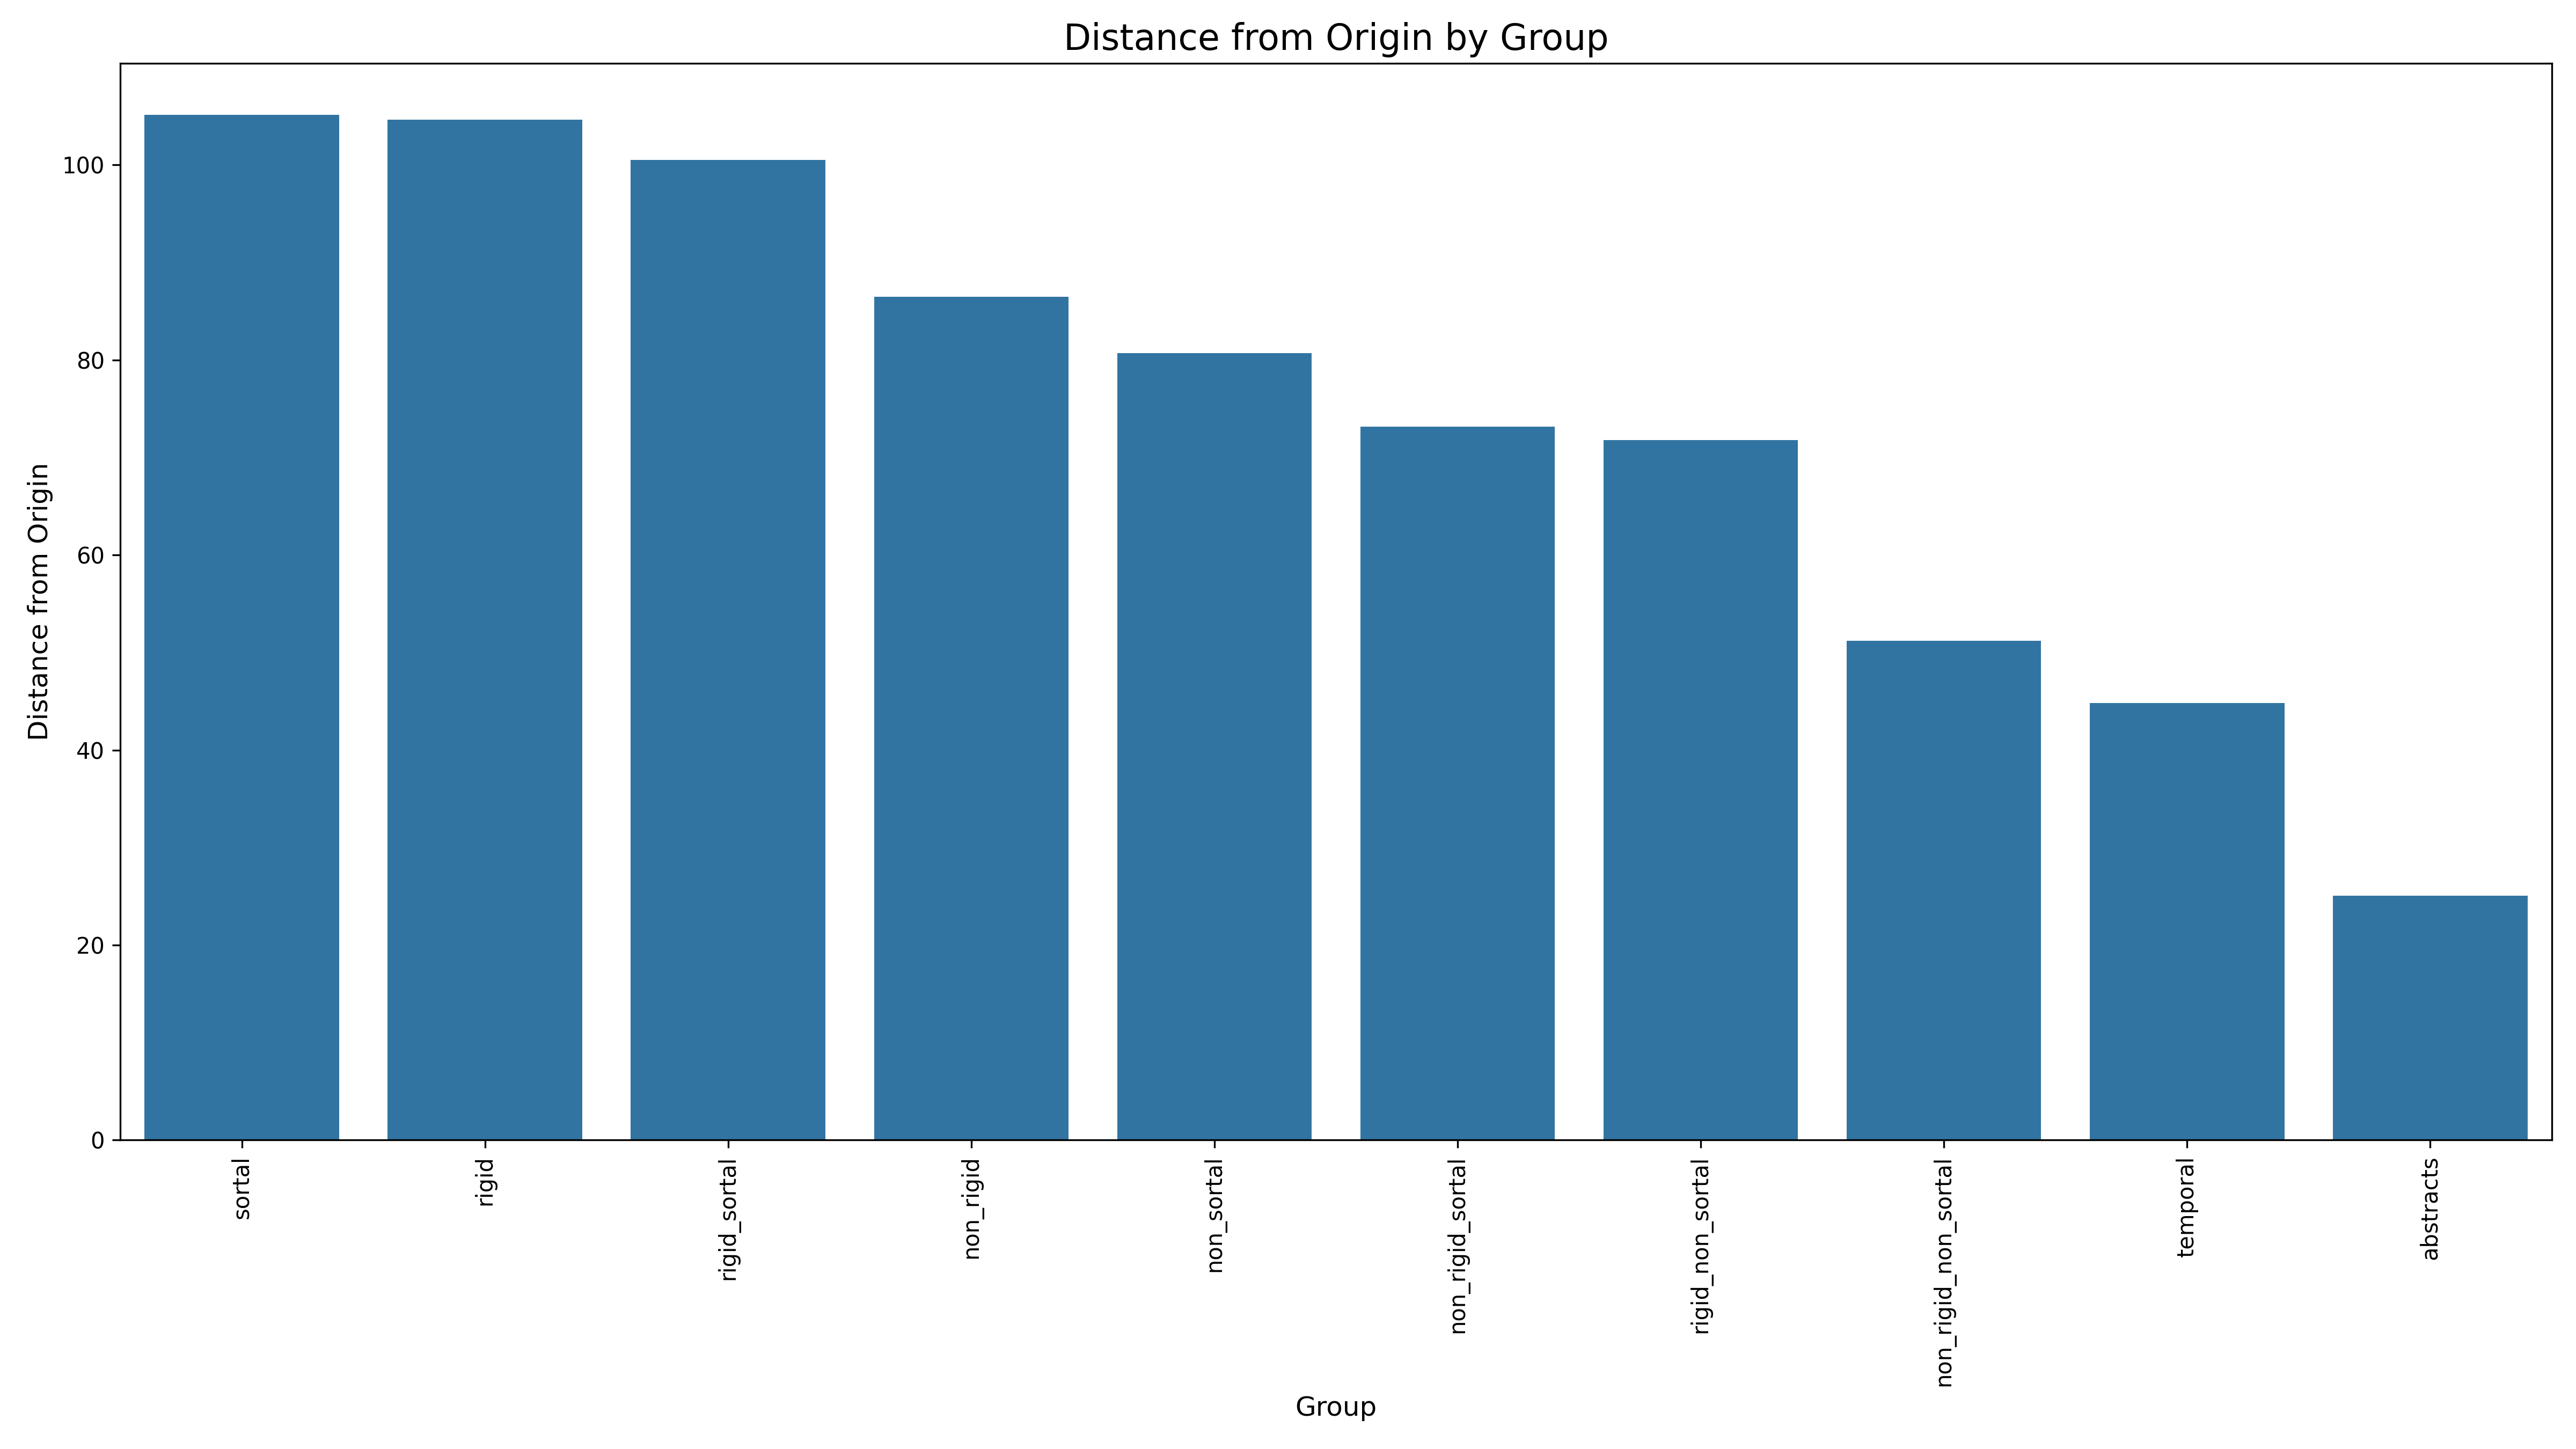 Distance from Origin by Group
Distance from Origin
100
80
60
40
20
0
sortal
rigid
rigid_sortal
non_rigid
non_sortal
non_rigid_sortal
rigid_non_sortal
non_rigid_non_sortal
temporal
abstracts
Group